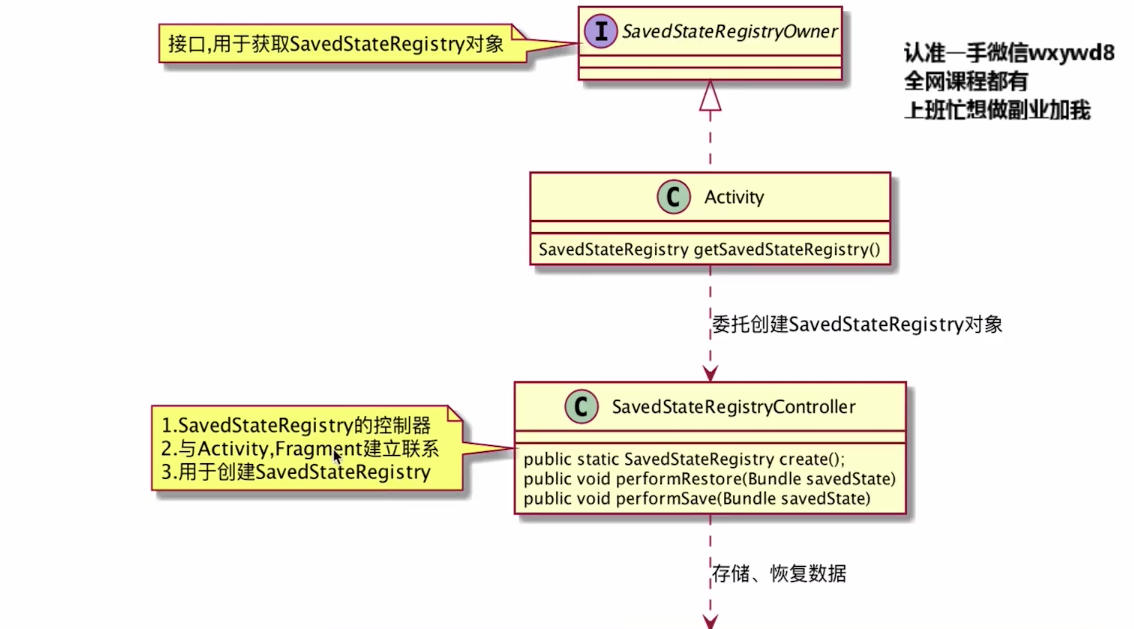 接口,用于获取SavedStateRegistry对象
I SavedStateRegistryOwner
认准一手微信wxywd8
全网课程都有
上班忙想做副业加我
C Activity
SavedStateRegistry getSavedStateRegistry()
委托创建SavedStateRegistry对象
C SavedStateRegistryController
1.SavedStateRegistry的控制器
2.与Activity,Fragment建立联系
3.用于创建SavedStateRegistry
public static SavedStateRegistry create();
public void performRestore(Bundle savedState)
public void performSave(Bundle savedState)
存储、恢复数据